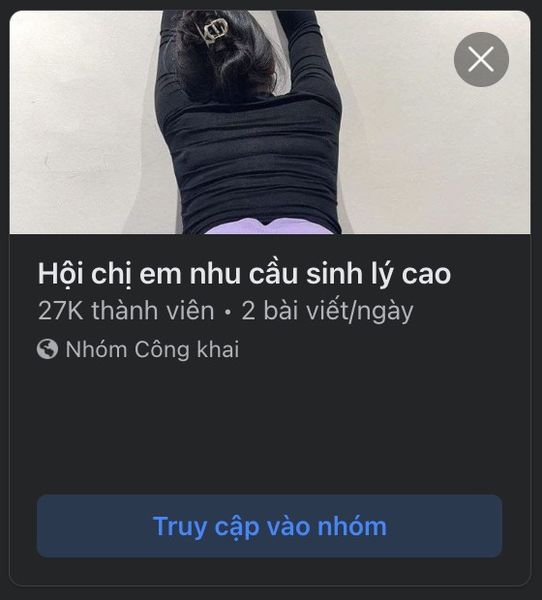 Hội chị em nhu cầu sinh lý cao
27K thành viên • 2 bài viết/ngày
Nhóm Công khai
Truy cập vào nhóm